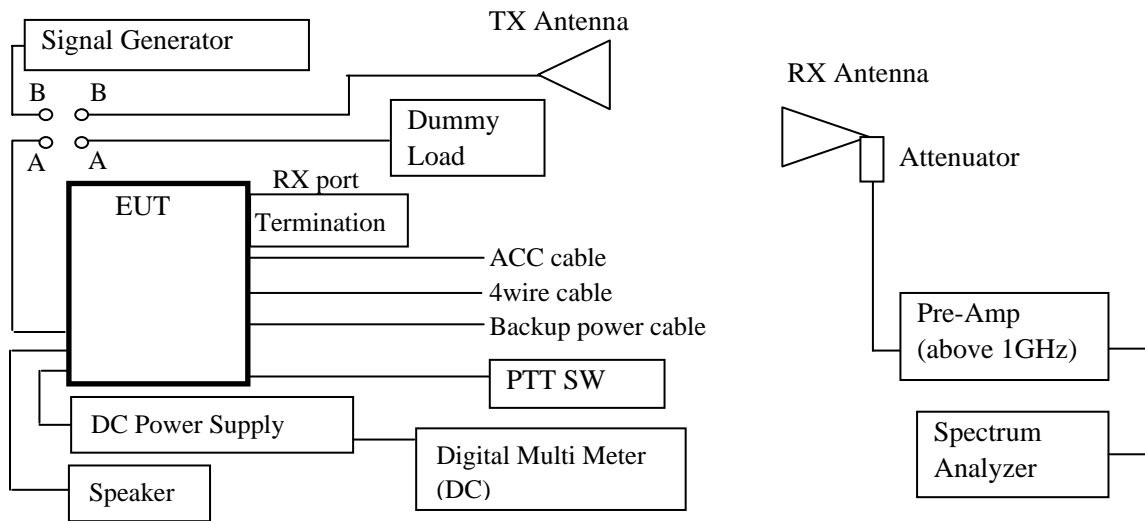 TX Antenna
Signal Generator
RX Antenna
B
B
Dummy
Load
A
A
Attenuator
RX port
EUT
Termination
ACC cable
4wire cable
Backup power cable
Pre-Amp
(above 1GHz)
PTT SW
DC Power Supply
Digital Multi Meter
(DC)
Spectrum
Analyzer
Speaker